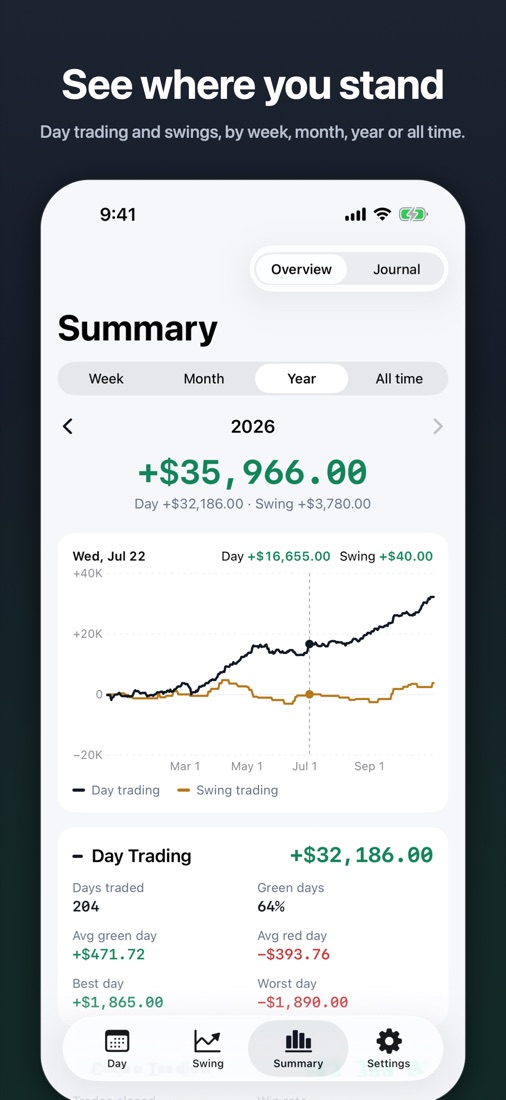 See where you stand
Day trading and swings, by week, month, year or all time.
9:41
Overview Journal
Summary
Week Month Year All time
2026
+$35,966.00
Day +$32,186.00 · Swing +$3,780.00
Wed, Jul 22 Day +$16,655.00 Swing +$40.00
+40K
+20K
0
−20K
Mar 1 May 1 Jul 1 Sep 1
Day trading Swing trading
Day Trading +$32,186.00
Days traded Green days
204 64%
Avg green day Avg red day
+$471.72 −$393.76
Best day Worst day
+$1,865.00 −$1,890.00
Day Swing Summary Settings